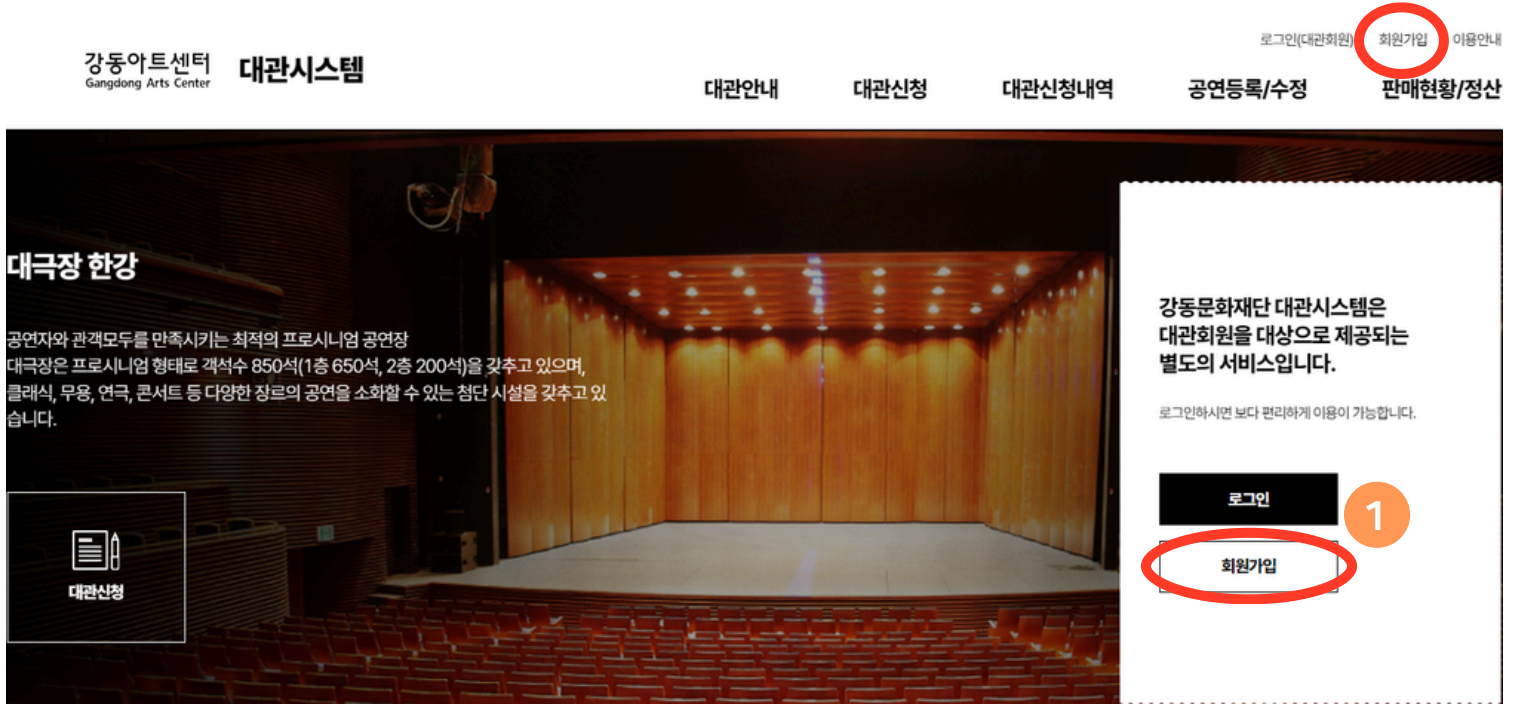 로그인(대관회원)
회원가입
이용안내
강동아트센터
Gangdong Arts Center
대관시스템
대관안내
대관신청
대관신청내역
공연등록/수정
판매현황/정산
대극장 한강
공연자와 관객모두를 만족시키는 최적의 프로시니엄 공연장
대극장은 프로시니엄 형태로 객석수 850석(1층 650석, 2층 200석)을 갖추고 있으며,
클래식, 무용, 연극, 콘서트 등 다양한 장르의 공연을 소화할 수 있는 첨단 시설을 갖추고 있
습니다.
대관신청
강동문화재단 대관시스템은
대관회원을 대상으로 제공되는
별도의 서비스입니다.
로그인하시면 보다 편리하게 이용이 가능합니다.
로그인
1
회원가입